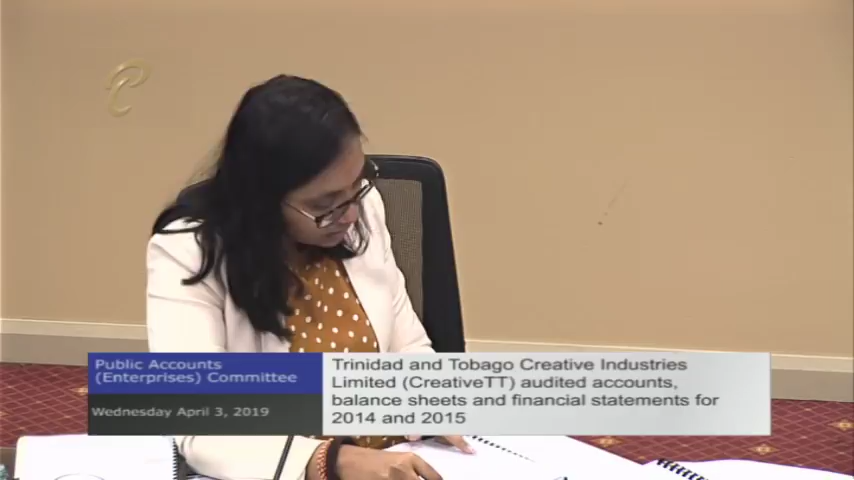 Public Accounts
(Enterprises) Committee
Wednesday April 3, 2019
Trinidad and Tobago Creative Industries
Limited (CreativeTT) audited accounts,
balance sheets and financial statements for
2014 and 2015